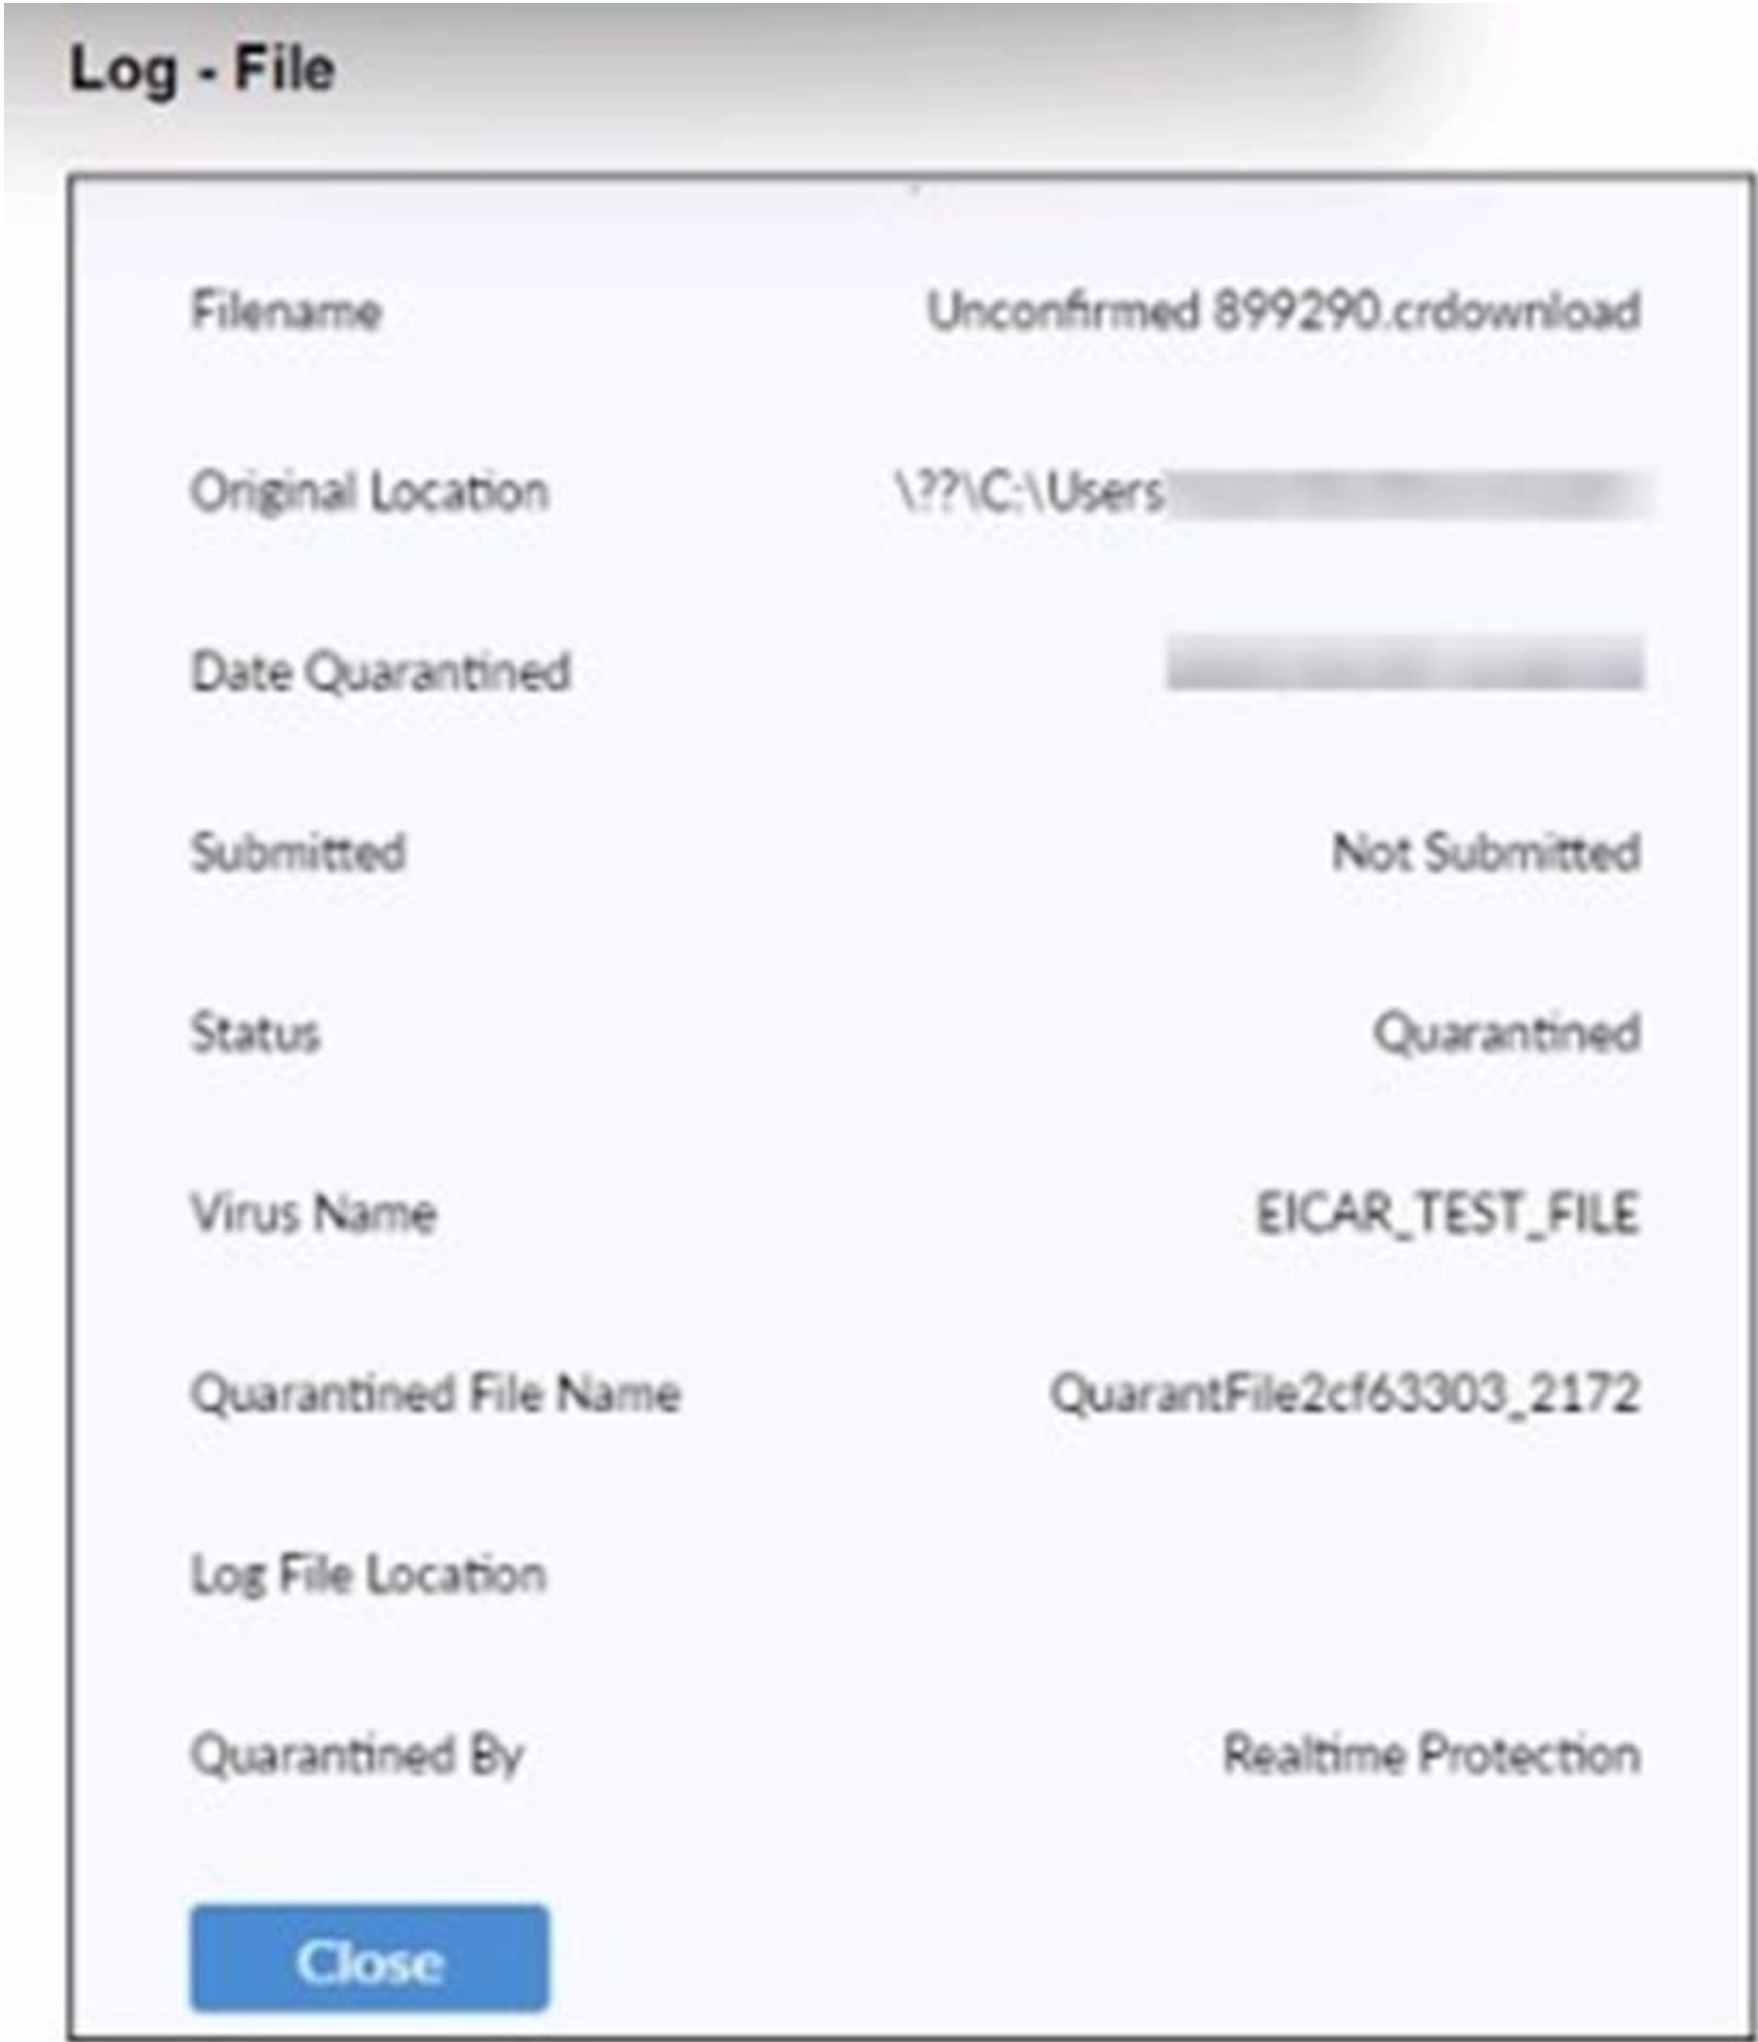 Log - File
Filename Unconfirmed 899290.crdownload
Original Location \??\C:\Users
Date Quarantined
Submitted Not Submitted
Status Quarantined
Virus Name EICAR_TEST_FILE
Quarantined File Name QuarantFile2cf63303_2172
Log File Location
Quarantined By Realtime Protection
Close